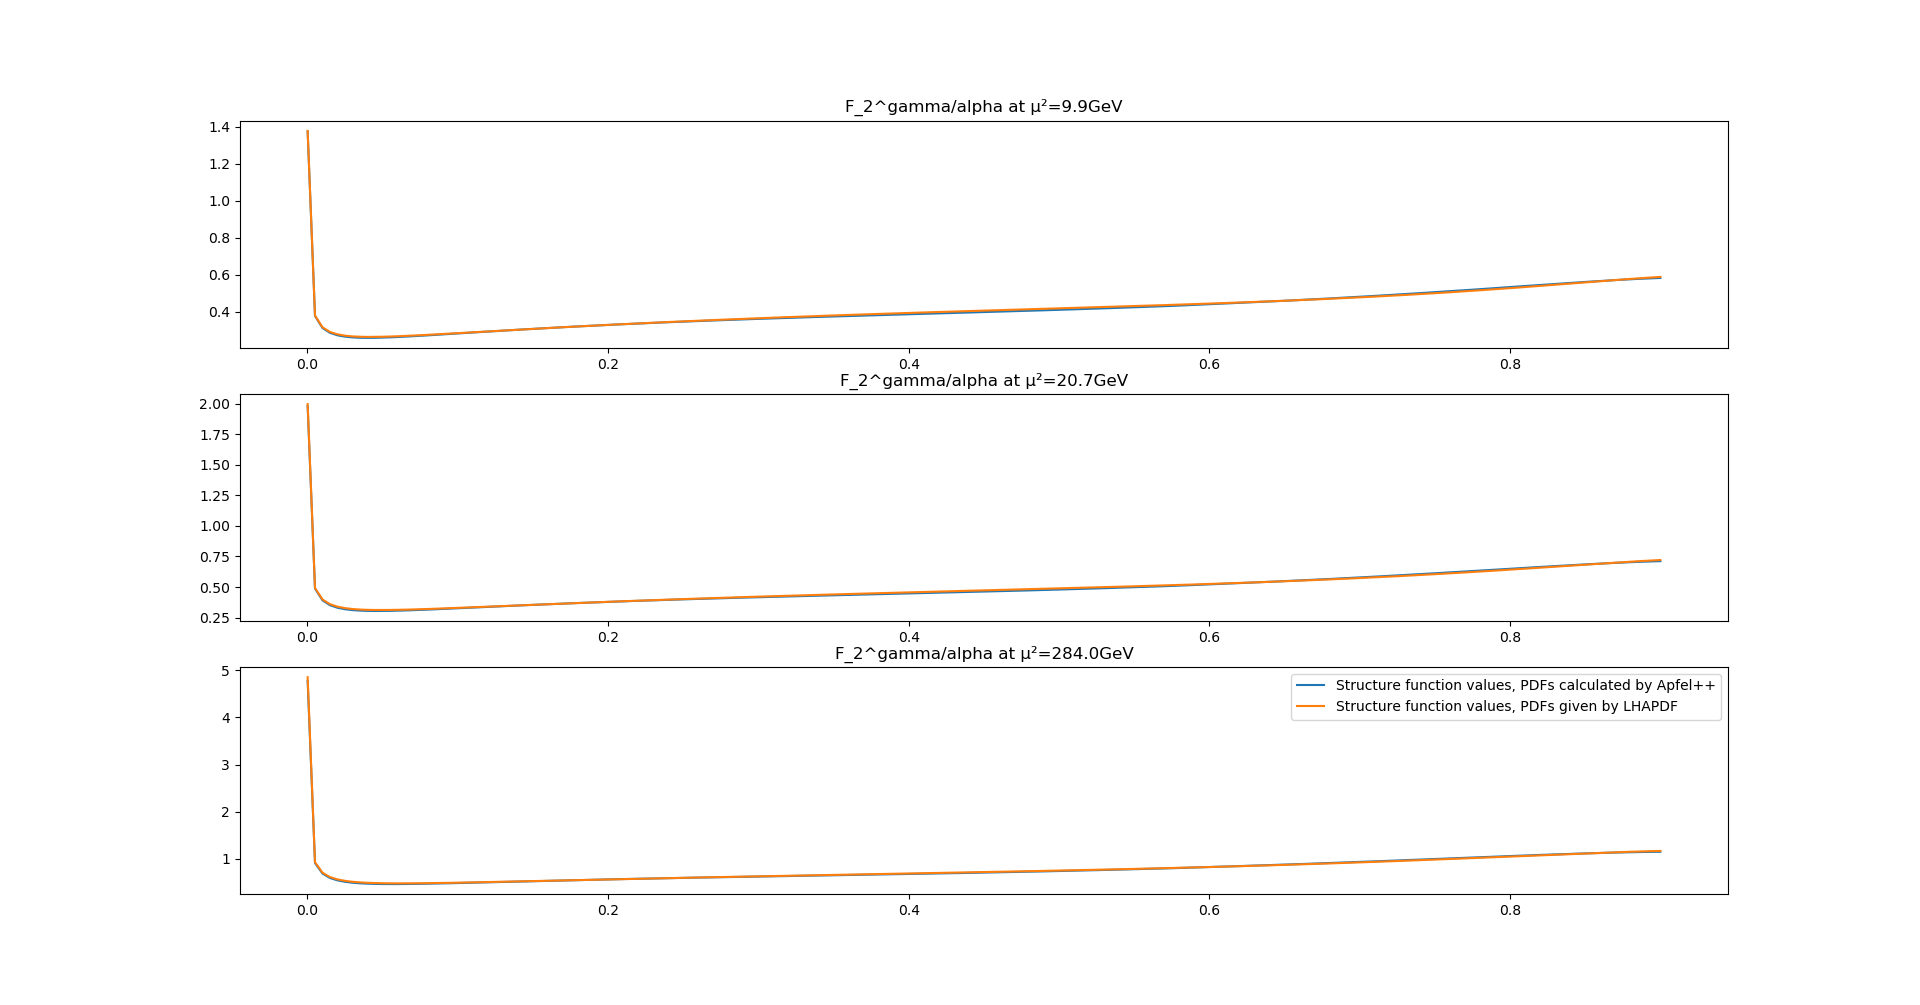 F_2^gamma/alpha at μ²=9.9GeV
1.4
1.2
1.0
0.8
0.6
0.4
0.0 0.2 0.4 0.6 0.8
F_2^gamma/alpha at μ²=20.7GeV
2.00
1.75
1.50
1.25
1.00
0.75
0.50
0.25
0.0 0.2 0.4 0.6 0.8
F_2^gamma/alpha at μ²=284.0GeV
5
4
3
2
1
Structure function values, PDFs calculated by Apfel++
Structure function values, PDFs given by LHAPDF
0.0 0.2 0.4 0.6 0.8